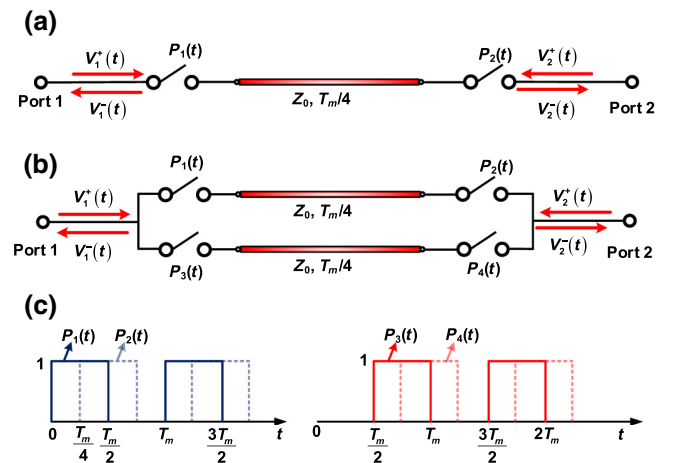 (a)
V₁⁺(t) P₁(t) P₂(t) V₂⁺(t)
Port 1 V₁⁻(t) Z₀, Tₘ/4 V₂⁻(t) Port 2
(b)
P₁(t) P₂(t)
V₁⁺(t) Z₀, Tₘ/4 V₂⁺(t)
Port 1 V₁⁻(t) V₂⁻(t) Port 2
P₃(t) Z₀, Tₘ/4 P₄(t)
(c)
P₁(t) P₂(t) P₃(t) P₄(t)
1 1
0 Tₘ/4 Tₘ/2 Tₘ 3Tₘ/2 t 0 Tₘ/2 Tₘ 3Tₘ/2 2Tₘ t